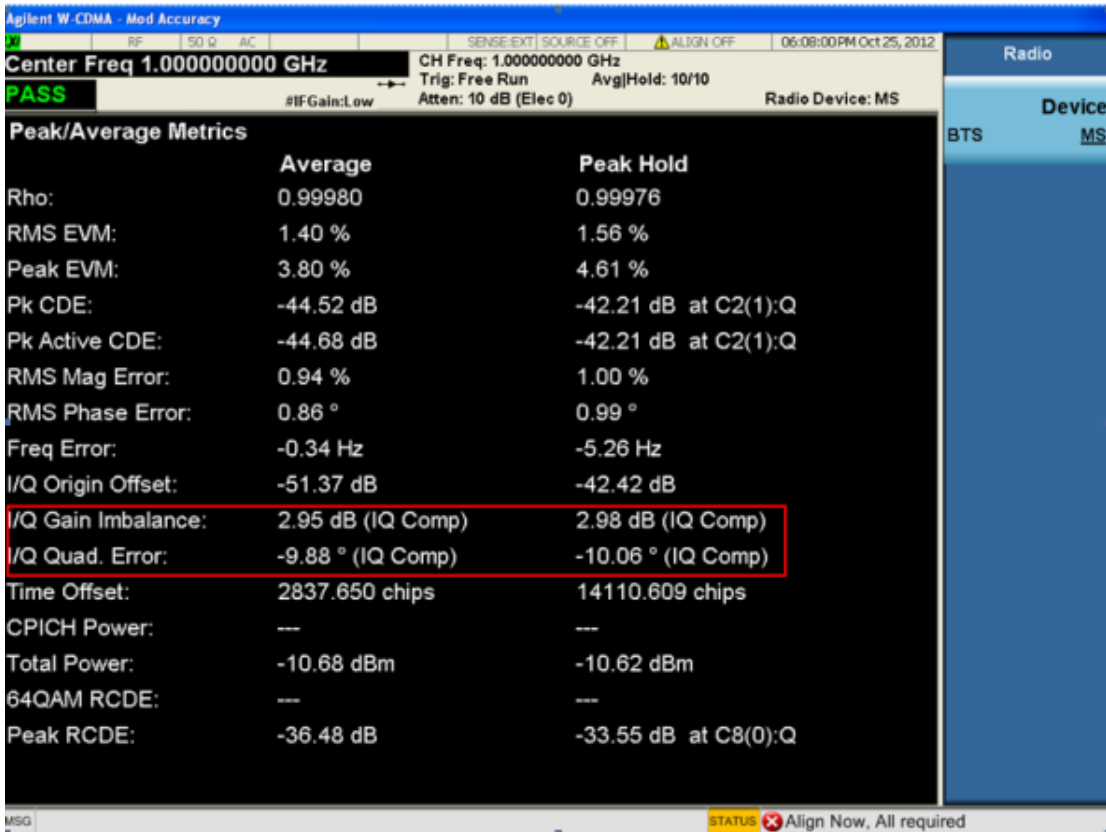 Agilent W-CDMA - Mod Accuracy
RF 50 Ω AC SENSE:EXT SOURCE OFF ALIGN OFF 06:08:00 PM Oct 25, 2012
Center Freq 1.000000000 GHz
CH Freq: 1.000000000 GHz
Trig: Free Run Avg|Hold: 10/10
PASS
#IFGain:Low Atten: 10 dB (Elec 0) Radio Device: MS
Radio
Device
BTS MS
Peak/Average Metrics
Average Peak Hold
Rho: 0.99980 0.99976
RMS EVM: 1.40 % 1.56 %
Peak EVM: 3.80 % 4.61 %
Pk CDE: -44.52 dB -42.21 dB at C2(1):Q
Pk Active CDE: -44.68 dB -42.21 dB at C2(1):Q
RMS Mag Error: 0.94 % 1.00 %
RMS Phase Error: 0.86 ° 0.99 °
Freq Error: -0.34 Hz -5.26 Hz
I/Q Origin Offset: -51.37 dB -42.42 dB
I/Q Gain Imbalance: 2.95 dB (IQ Comp) 2.98 dB (IQ Comp)
I/Q Quad. Error: -9.88 ° (IQ Comp) -10.06 ° (IQ Comp)
Time Offset: 2837.650 chips 14110.609 chips
CPICH Power: --- ---
Total Power: -10.68 dBm -10.62 dBm
64QAM RCDE: --- ---
Peak RCDE: -36.48 dB -33.55 dB at C8(0):Q
MSG STATUS Align Now, All required